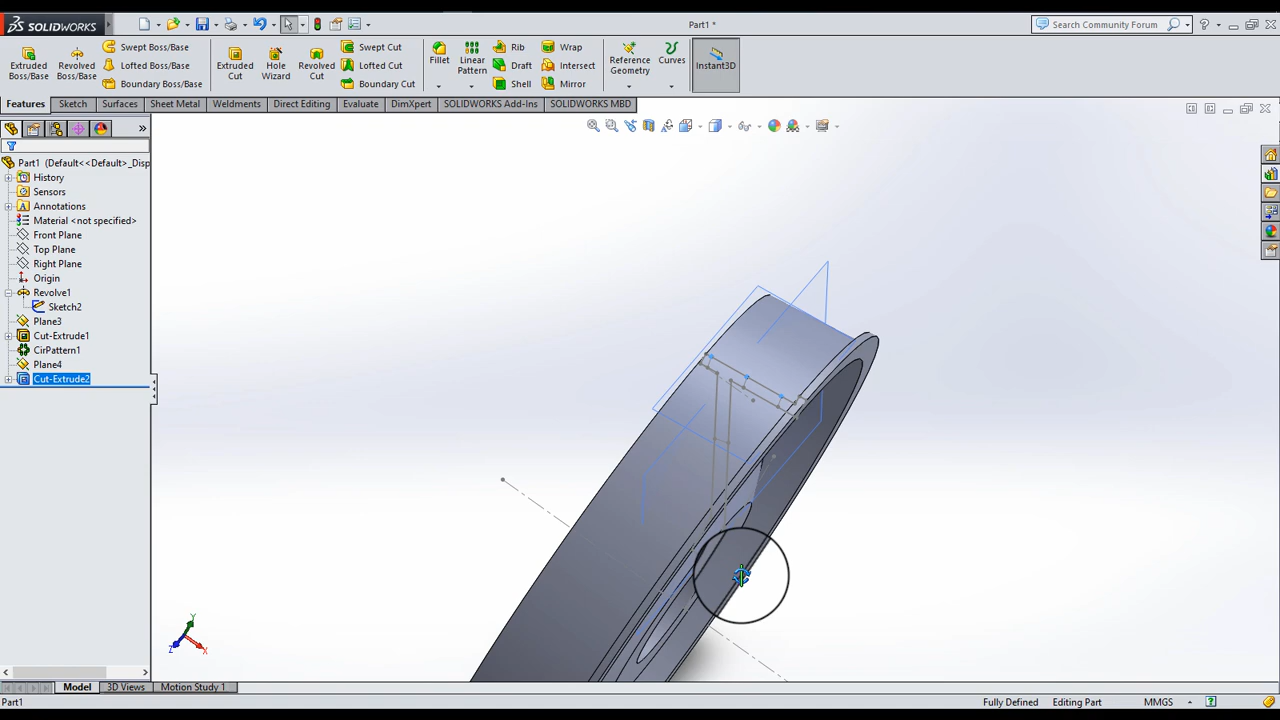 SOLIDWORKS
Part1 *
Search Community Forum
Extruded Boss/Base
Revolved Boss/Base
Swept Boss/Base
Lofted Boss/Base
Boundary Boss/Base
Extruded Cut
Hole Wizard
Revolved Cut
Swept Cut
Lofted Cut
Boundary Cut
Fillet
Linear Pattern
Rib
Draft
Shell
Wrap
Intersect
Mirror
Reference Geometry
Curves
Instant3D
Features Sketch Surfaces Sheet Metal Weldments Direct Editing Evaluate DimXpert SOLIDWORKS Add-Ins SOLIDWORKS MBD
Part1 (Default<<Default>_Disp
History
Sensors
Annotations
Material <not specified>
Front Plane
Top Plane
Right Plane
Origin
Revolve1
Sketch2
Plane3
Cut-Extrude1
CirPattern1
Plane4
Cut-Extrude2
Y
Z
X
Model 3D Views Motion Study 1
Part1 Fully Defined Editing Part MMGS